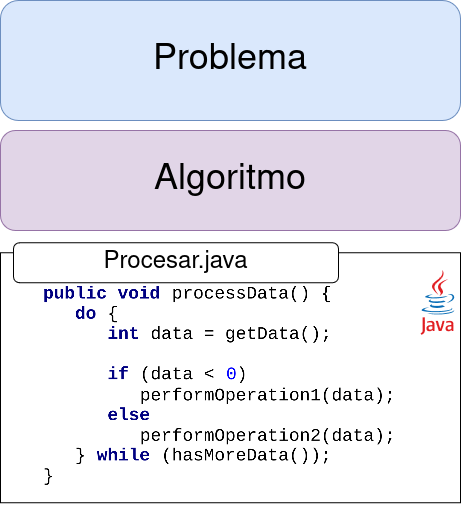 Problema
Algoritmo
Procesar.java
public void processData() {
do {
int data = getData();
if (data < 0)
performOperation1(data);
else
performOperation2(data);
} while (hasMoreData());
}
Java